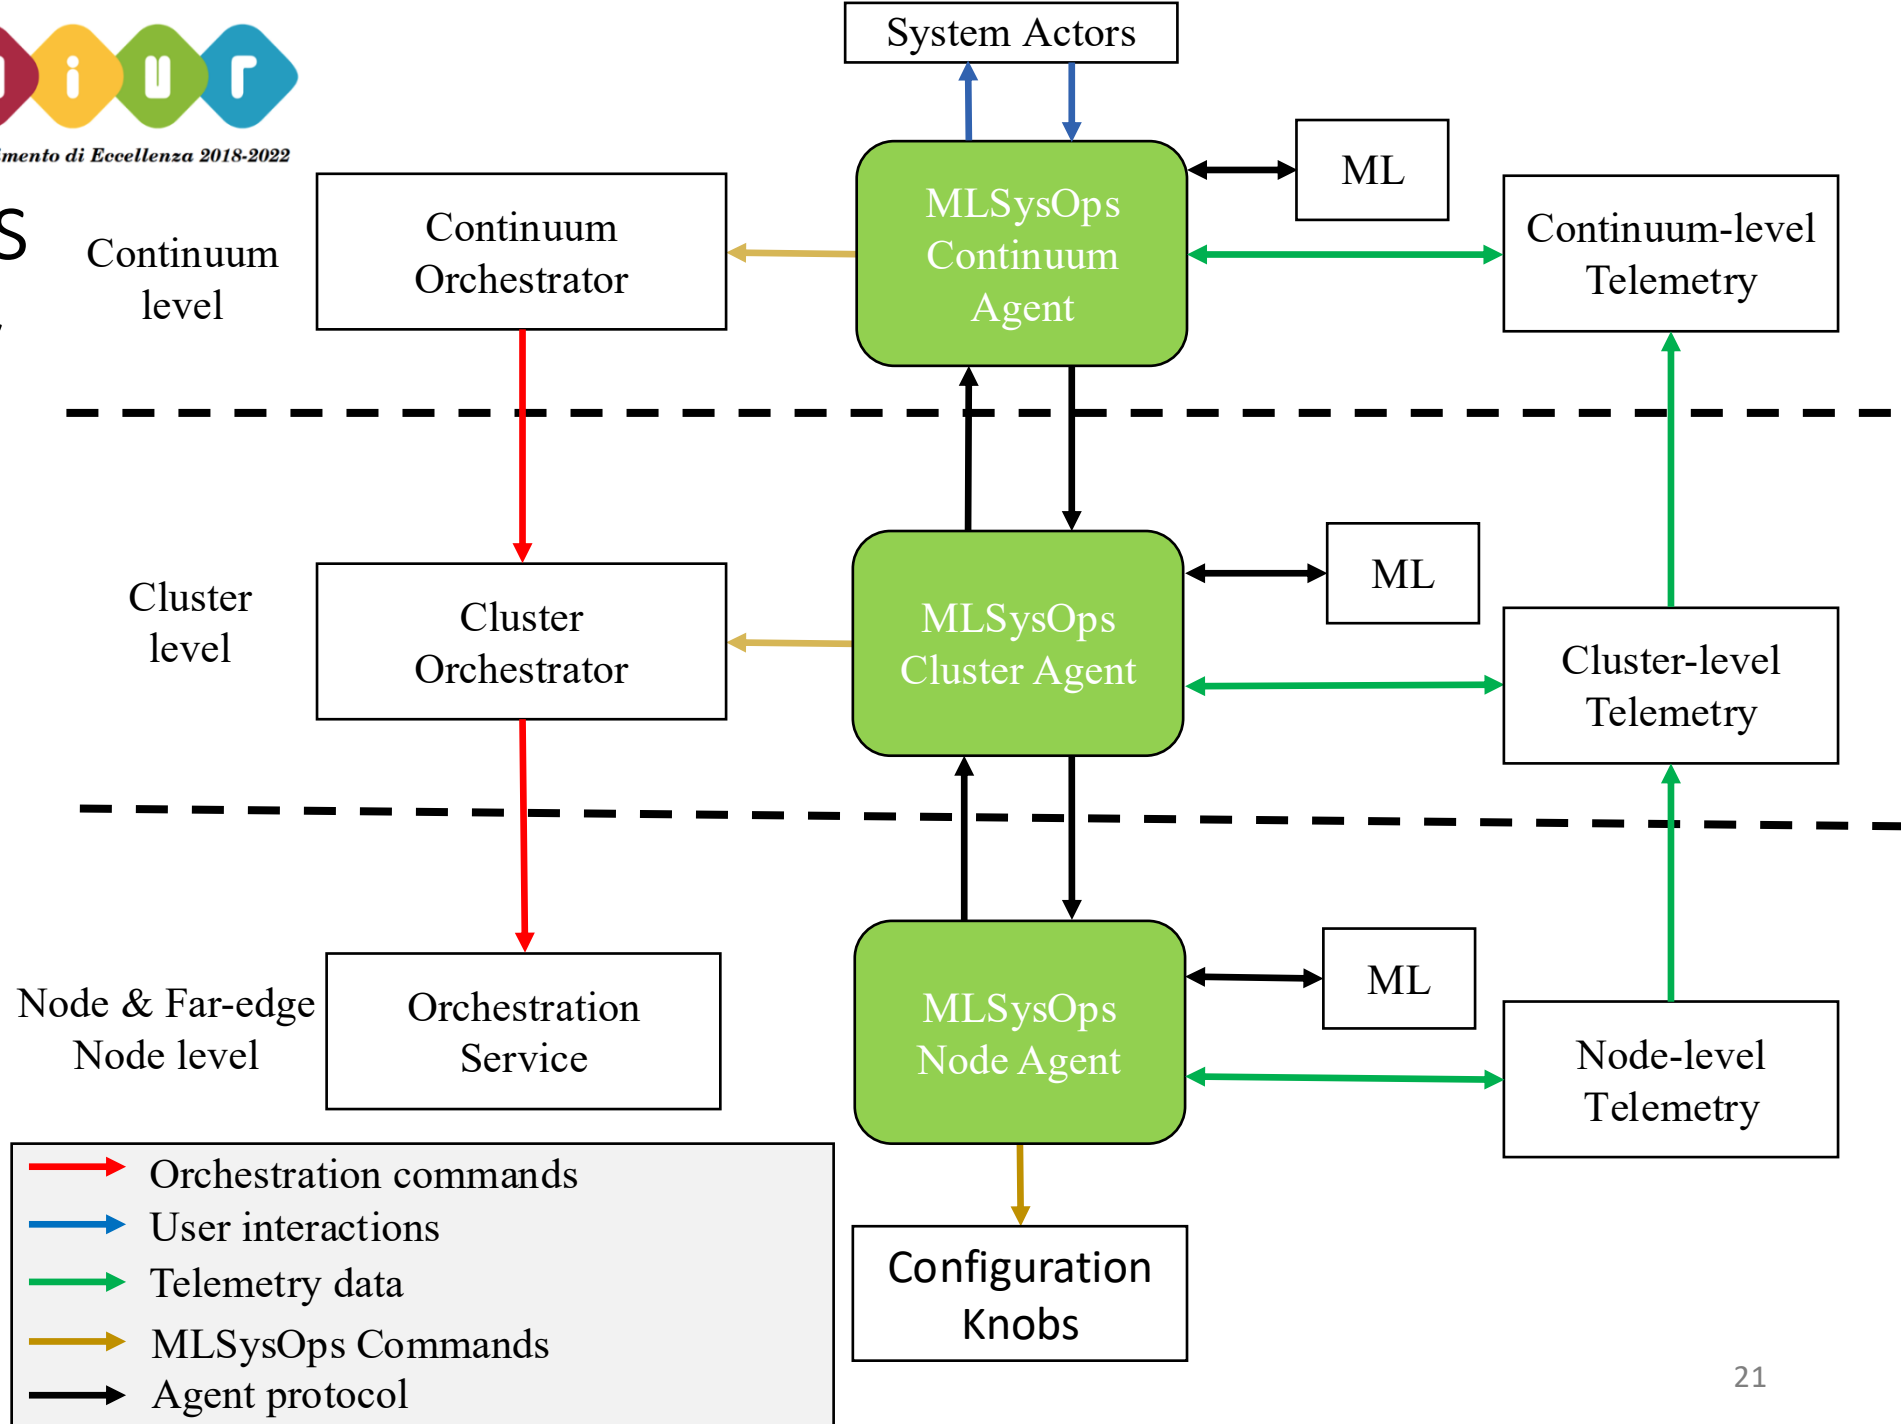 System Actors
iur
imento di Eccellenza 2018-2022
S
Continuum
level
Continuum
Orchestrator
MLSysOps
Continuum
Agent
ML
Continuum-level
Telemetry
Cluster
level
Cluster
Orchestrator
MLSysOps
Cluster Agent
ML
Cluster-level
Telemetry
Node & Far-edge
Node level
Orchestration
Service
MLSysOps
Node Agent
ML
Node-level
Telemetry
Configuration
Knobs
Orchestration commands
User interactions
Telemetry data
MLSysOps Commands
Agent protocol
21